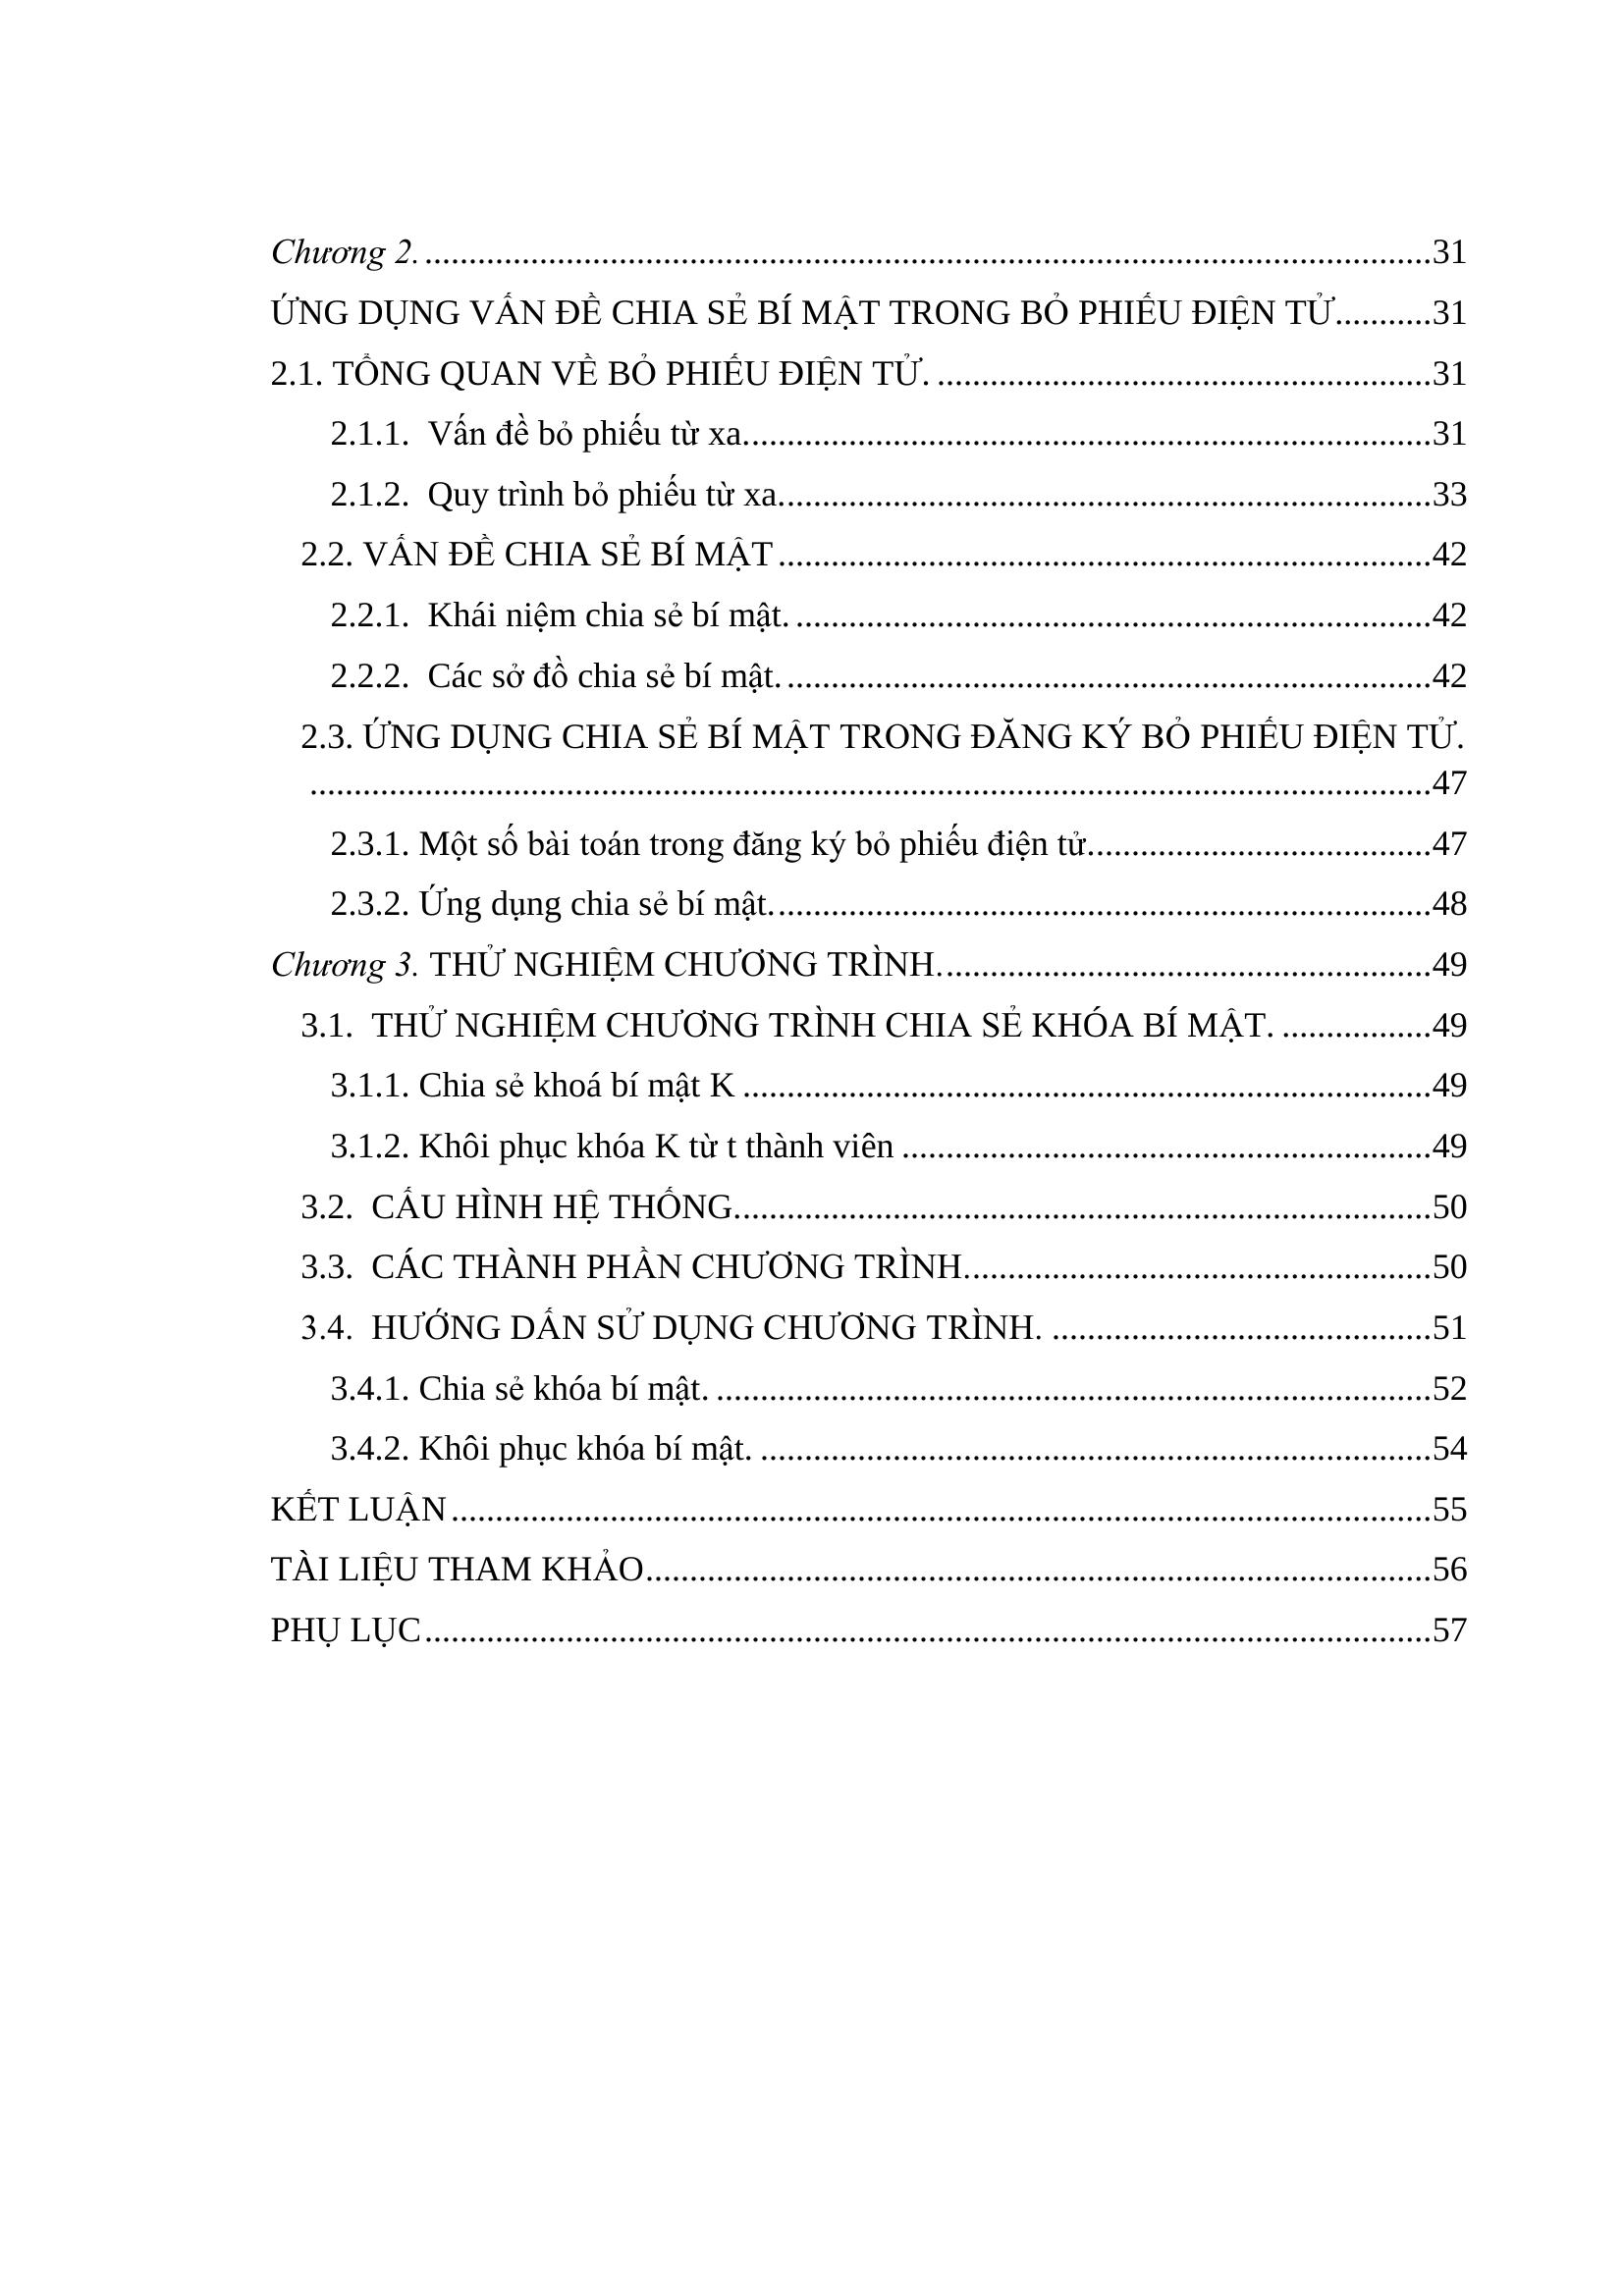 Chương 2. ........................................................................................................................31
ỨNG DỤNG VẤN ĐỀ CHIA SẺ BÍ MẬT TRONG BỎ PHIẾU ĐIỆN TỬ...........31
2.1. TỔNG QUAN VỀ BỎ PHIẾU ĐIỆN TỬ. ........................................................31
2.1.1. Vấn đề bỏ phiếu từ xa..............................................................................31
2.1.2. Quy trình bỏ phiếu từ xa..........................................................................33
2.2. VẤN ĐỀ CHIA SẺ BÍ MẬT ..........................................................................42
2.2.1. Khái niệm chia sẻ bí mật. ........................................................................42
2.2.2. Các sở đồ chia sẻ bí mật. .........................................................................42
2.3. ỨNG DỤNG CHIA SẺ BÍ MẬT TRONG ĐĂNG KÝ BỎ PHIẾU ĐIỆN TỬ.
................................................................................................................................47
2.3.1. Một số bài toán trong đăng ký bỏ phiếu điện tử.......................................47
2.3.2. Ứng dụng chia sẻ bí mật. ..........................................................................48
Chương 3. THỬ NGHIỆM CHƯƠNG TRÌNH........................................................49
3.1. THỬ NGHIỆM CHƯƠNG TRÌNH CHIA SẺ KHÓA BÍ MẬT. .................49
3.1.1. Chia sẻ khoá bí mật K ..............................................................................49
3.1.2. Khôi phục khóa K từ t thành viên ............................................................49
3.2. CẤU HÌNH HỆ THỐNG...............................................................................50
3.3. CÁC THÀNH PHẦN CHƯƠNG TRÌNH.....................................................50
3.4. HƯỚNG DẪN SỬ DỤNG CHƯƠNG TRÌNH. ...........................................51
3.4.1. Chia sẻ khóa bí mật. .................................................................................52
3.4.2. Khôi phục khóa bí mật. ............................................................................54
KẾT LUẬN ...............................................................................................................55
TÀI LIỆU THAM KHẢO.........................................................................................56
PHỤ LỤC ..................................................................................................................57